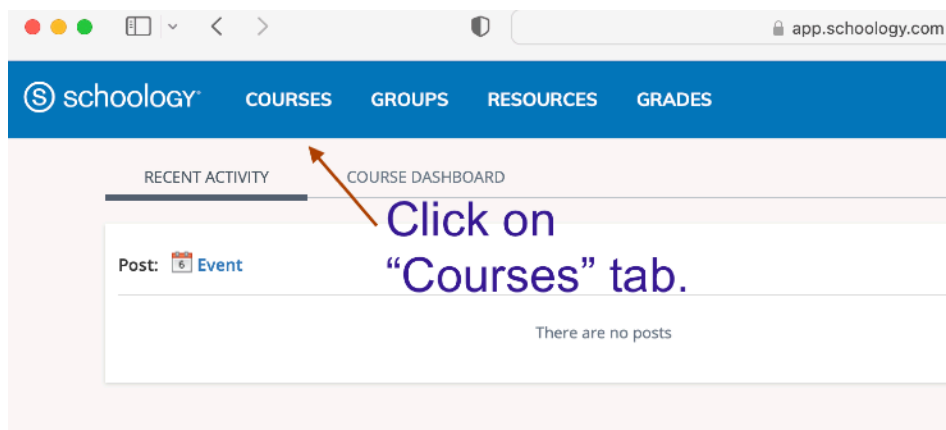 app.schoology.com
S schoology COURSES GROUPS RESOURCES GRADES
RECENT ACTIVITY COURSE DASHBOARD
Click on
Post: 6 Event
“Courses” tab.
There are no posts